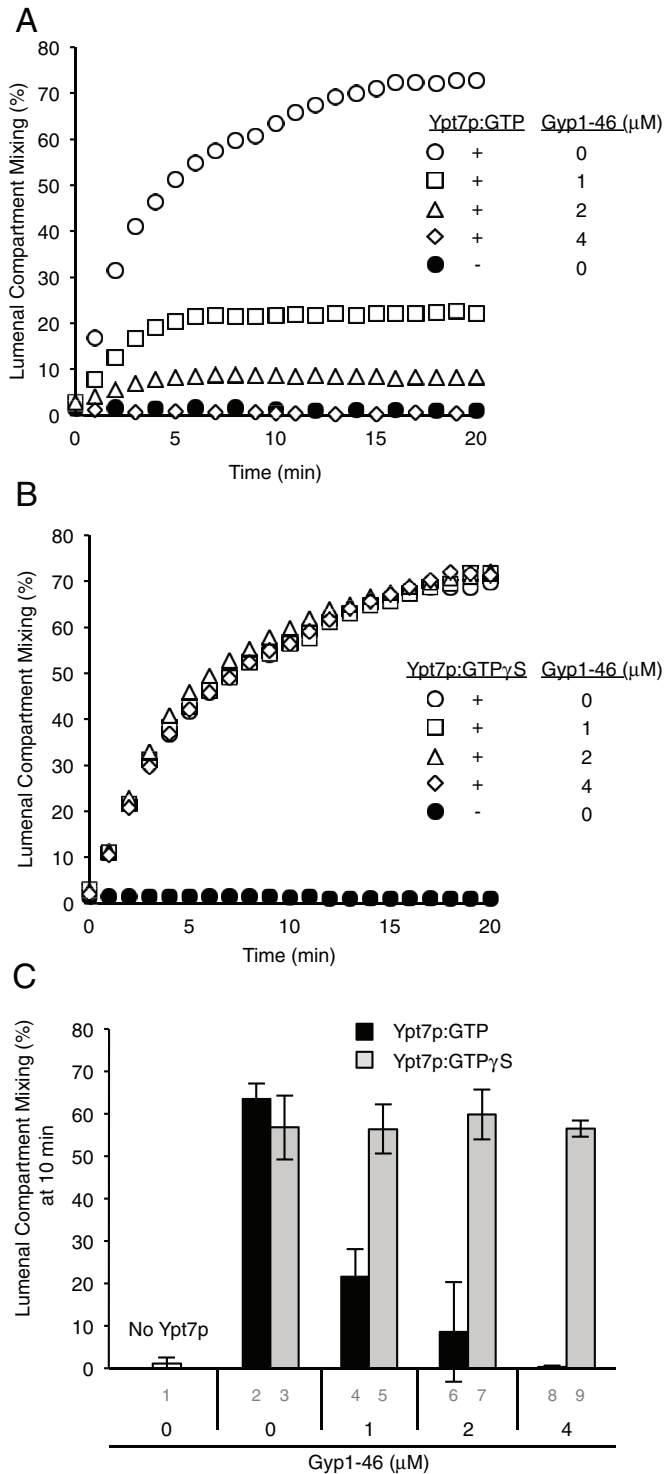 A
80
70
60
50
40
30
20
10
0
Lumenal Compartment Mixing (%)
Ypt7p:GTP Gyp1-46 (μM)
+ 0
+ 1
+ 2
+ 4
- 0
0 5 10 15 20
Time (min)
B
80
70
60
50
40
30
20
10
0
Lumenal Compartment Mixing (%)
Ypt7p:GTPγS Gyp1-46 (μM)
+ 0
+ 1
+ 2
+ 4
- 0
0 5 10 15 20
Time (min)
C
80
70
60
50
40
30
20
10
0
Lumenal Compartment Mixing (%)
at 10 min
Ypt7p:GTP
Ypt7p:GTPγS
No Ypt7p
1 2 3 4 5 6 7 8 9
0 0 1 2 4
Gyp1-46 (μM)